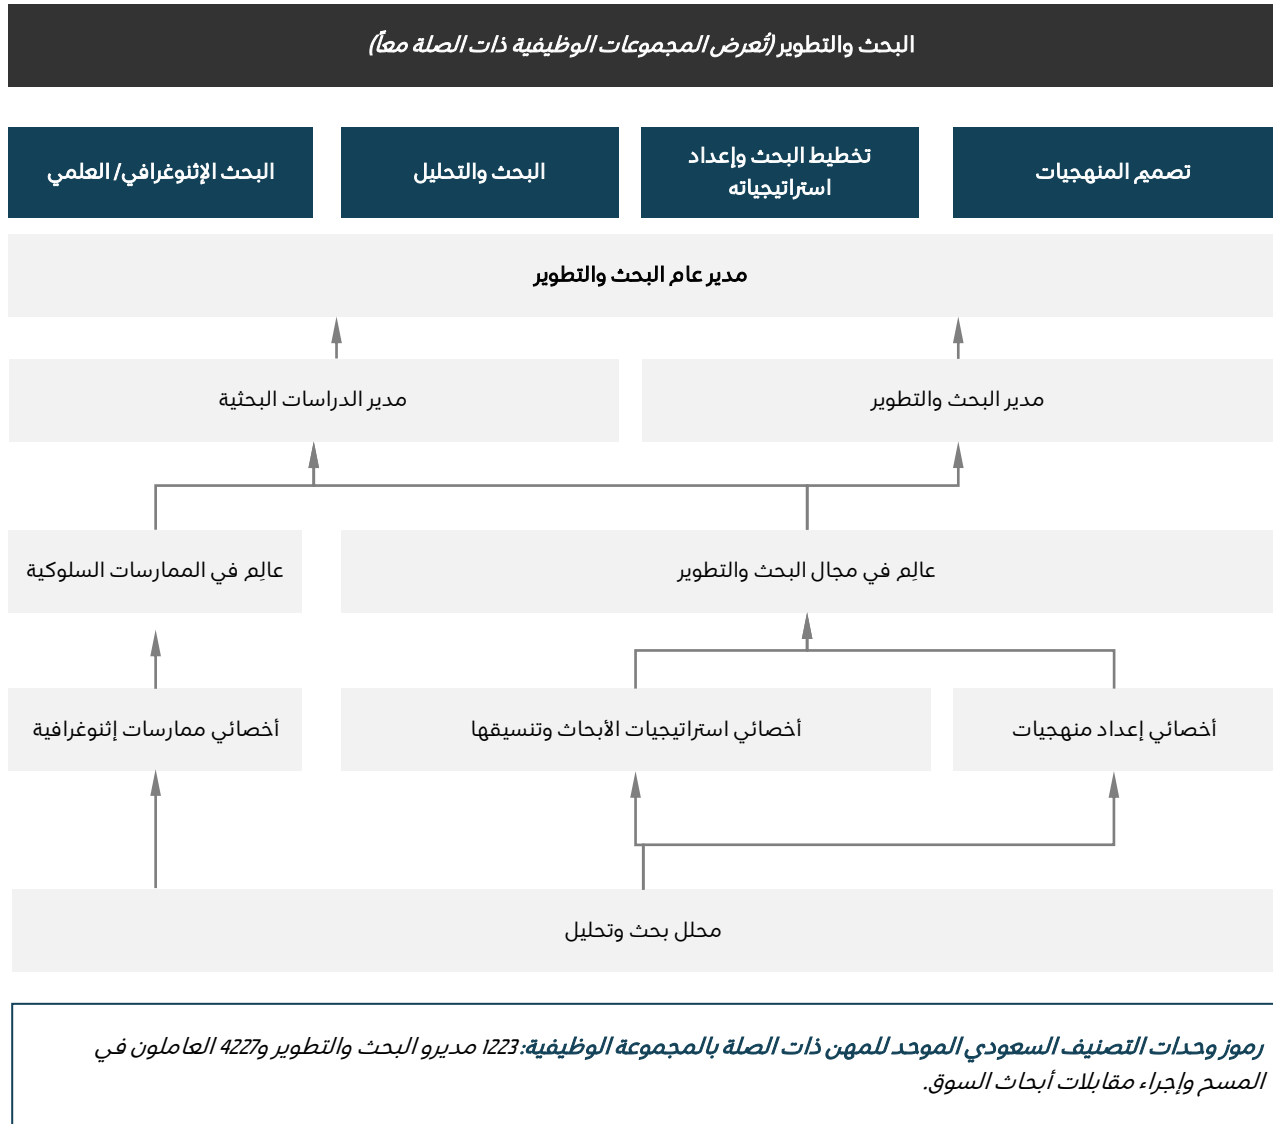 البحث والتطوير (تُعرض المجموعات الوظيفية ذات الصلة معاً)
تصميم المنهجيات
تخطيط البحث وإعداد
استراتيجياته
البحث والتحليل
البحث الإثنوغرافي/ العلمي
مدير عام البحث والتطوير
مدير البحث والتطوير
مدير الدراسات البحثية
عالِم في مجال البحث والتطوير
عالِم في الممارسات السلوكية
أخصائي إعداد منهجيات
أخصائي استراتيجيات الأبحاث وتنسيقها
أخصائي ممارسات إثنوغرافية
محلل بحث وتحليل
رموز وحدات التصنيف السعودي الموحد للمهن ذات الصلة بالمجموعة الوظيفية: 1223 مديرو البحث والتطوير و4227 العاملون في
المسح وإجراء مقابلات أبحاث السوق.